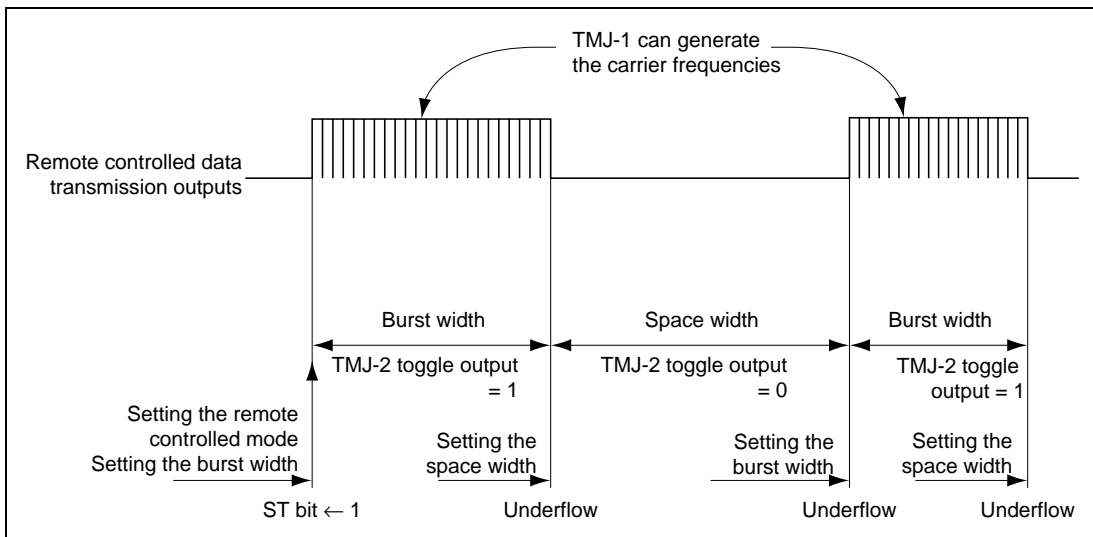 TMJ-1 can generate
the carrier frequencies
Remote controlled data
transmission outputs
Burst width
Space width
Burst width
TMJ-2 toggle output
= 1
TMJ-2 toggle output
= 0
TMJ-2 toggle
output = 1
Setting the remote
controlled mode
Setting the burst width
Setting the
space width
Setting the
burst width
Setting the
space width
ST bit ← 1
Underflow
Underflow
Underflow